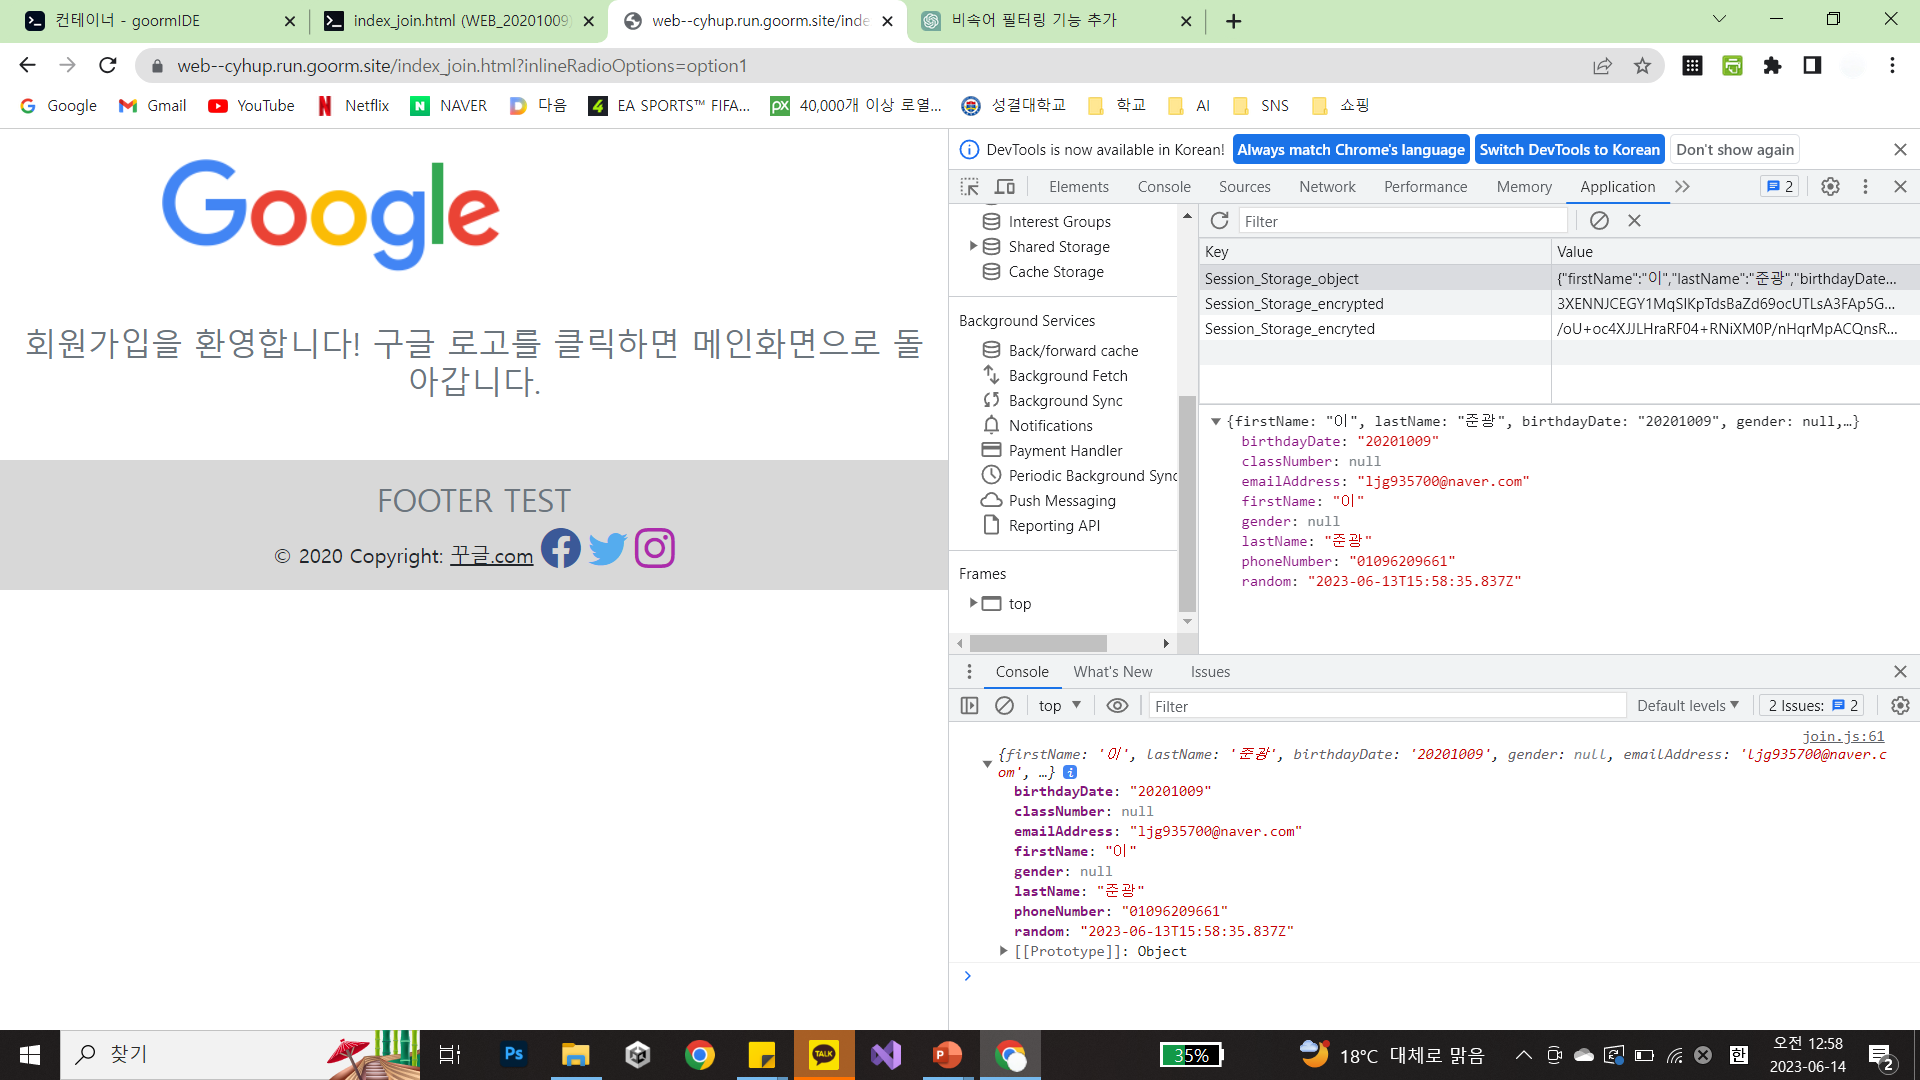 컨테이너 - goormIDE
index_join.html (WEB_20201009)
web--cyhup.run.goorm.site/inde
비속어 필터링 기능 추가
web--cyhup.run.goorm.site/index_join.html?inlineRadioOptions=option1
Google Gmail YouTube Netflix NAVER 다음 EA SPORTS™ FIFA... 40,000개 이상 로열... 성결대학교 학교 AI SNS 쇼핑
Google
회원가입을 환영합니다! 구글 로고를 클릭하면 메인화면으로 돌
아갑니다.
FOOTER TEST
© 2020 Copyright: 꾸글.com
DevTools is now available in Korean! Always match Chrome's language Switch DevTools to Korean Don't show again
Elements Console Sources Network Performance Memory Application 2
Interest Groups
Shared Storage
Cache Storage
Background Services
Back/forward cache
Background Fetch
Background Sync
Notifications
Payment Handler
Periodic Background Sync
Push Messaging
Reporting API
Frames
top
Filter
Key Value
Session_Storage_object {"firstName":"이","lastName":"준광","birthdayDate...
Session_Storage_encrypted 3XENNJCEGY1MqSIKpTdsBaZd69ocUTLsA3FAp5G...
Session_Storage_encryted /oU+oc4XJJLHraRF04+RNiXM0P/nHqrMpACQnsR...
{firstName: "이", lastName: "준광", birthdayDate: "20201009", gender: null,…}
birthdayDate: "20201009"
classNumber: null
emailAddress: "ljg935700@naver.com"
firstName: "이"
gender: null
lastName: "준광"
phoneNumber: "01096209661"
random: "2023-06-13T15:58:35.837Z"
Console What's New Issues
top Filter Default levels 2 Issues: 2
join.js:61
{firstName: '이', lastName: '준광', birthdayDate: '20201009', gender: null, emailAddress: 'ljg935700@naver.c
om', …}
birthdayDate: "20201009"
classNumber: null
emailAddress: "ljg935700@naver.com"
firstName: "이"
gender: null
lastName: "준광"
phoneNumber: "01096209661"
random: "2023-06-13T15:58:35.837Z"
[[Prototype]]: Object
찾기
Ps
TALK
35%
18°C 대체로 맑음
한
오전 12:58
2023-06-14
2